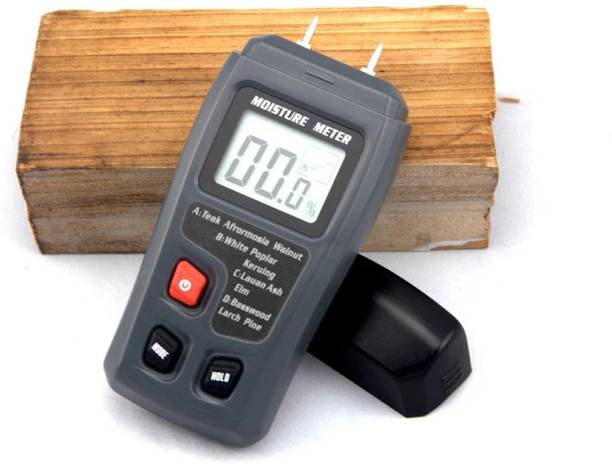 MOISTURE METER
00.0%
A:Teak Afrormosia Walnut
B:White Poplar
Keruing
C:Lauan Ash
Elm
D:Basswood
Larch Pine
MODE
HOLD